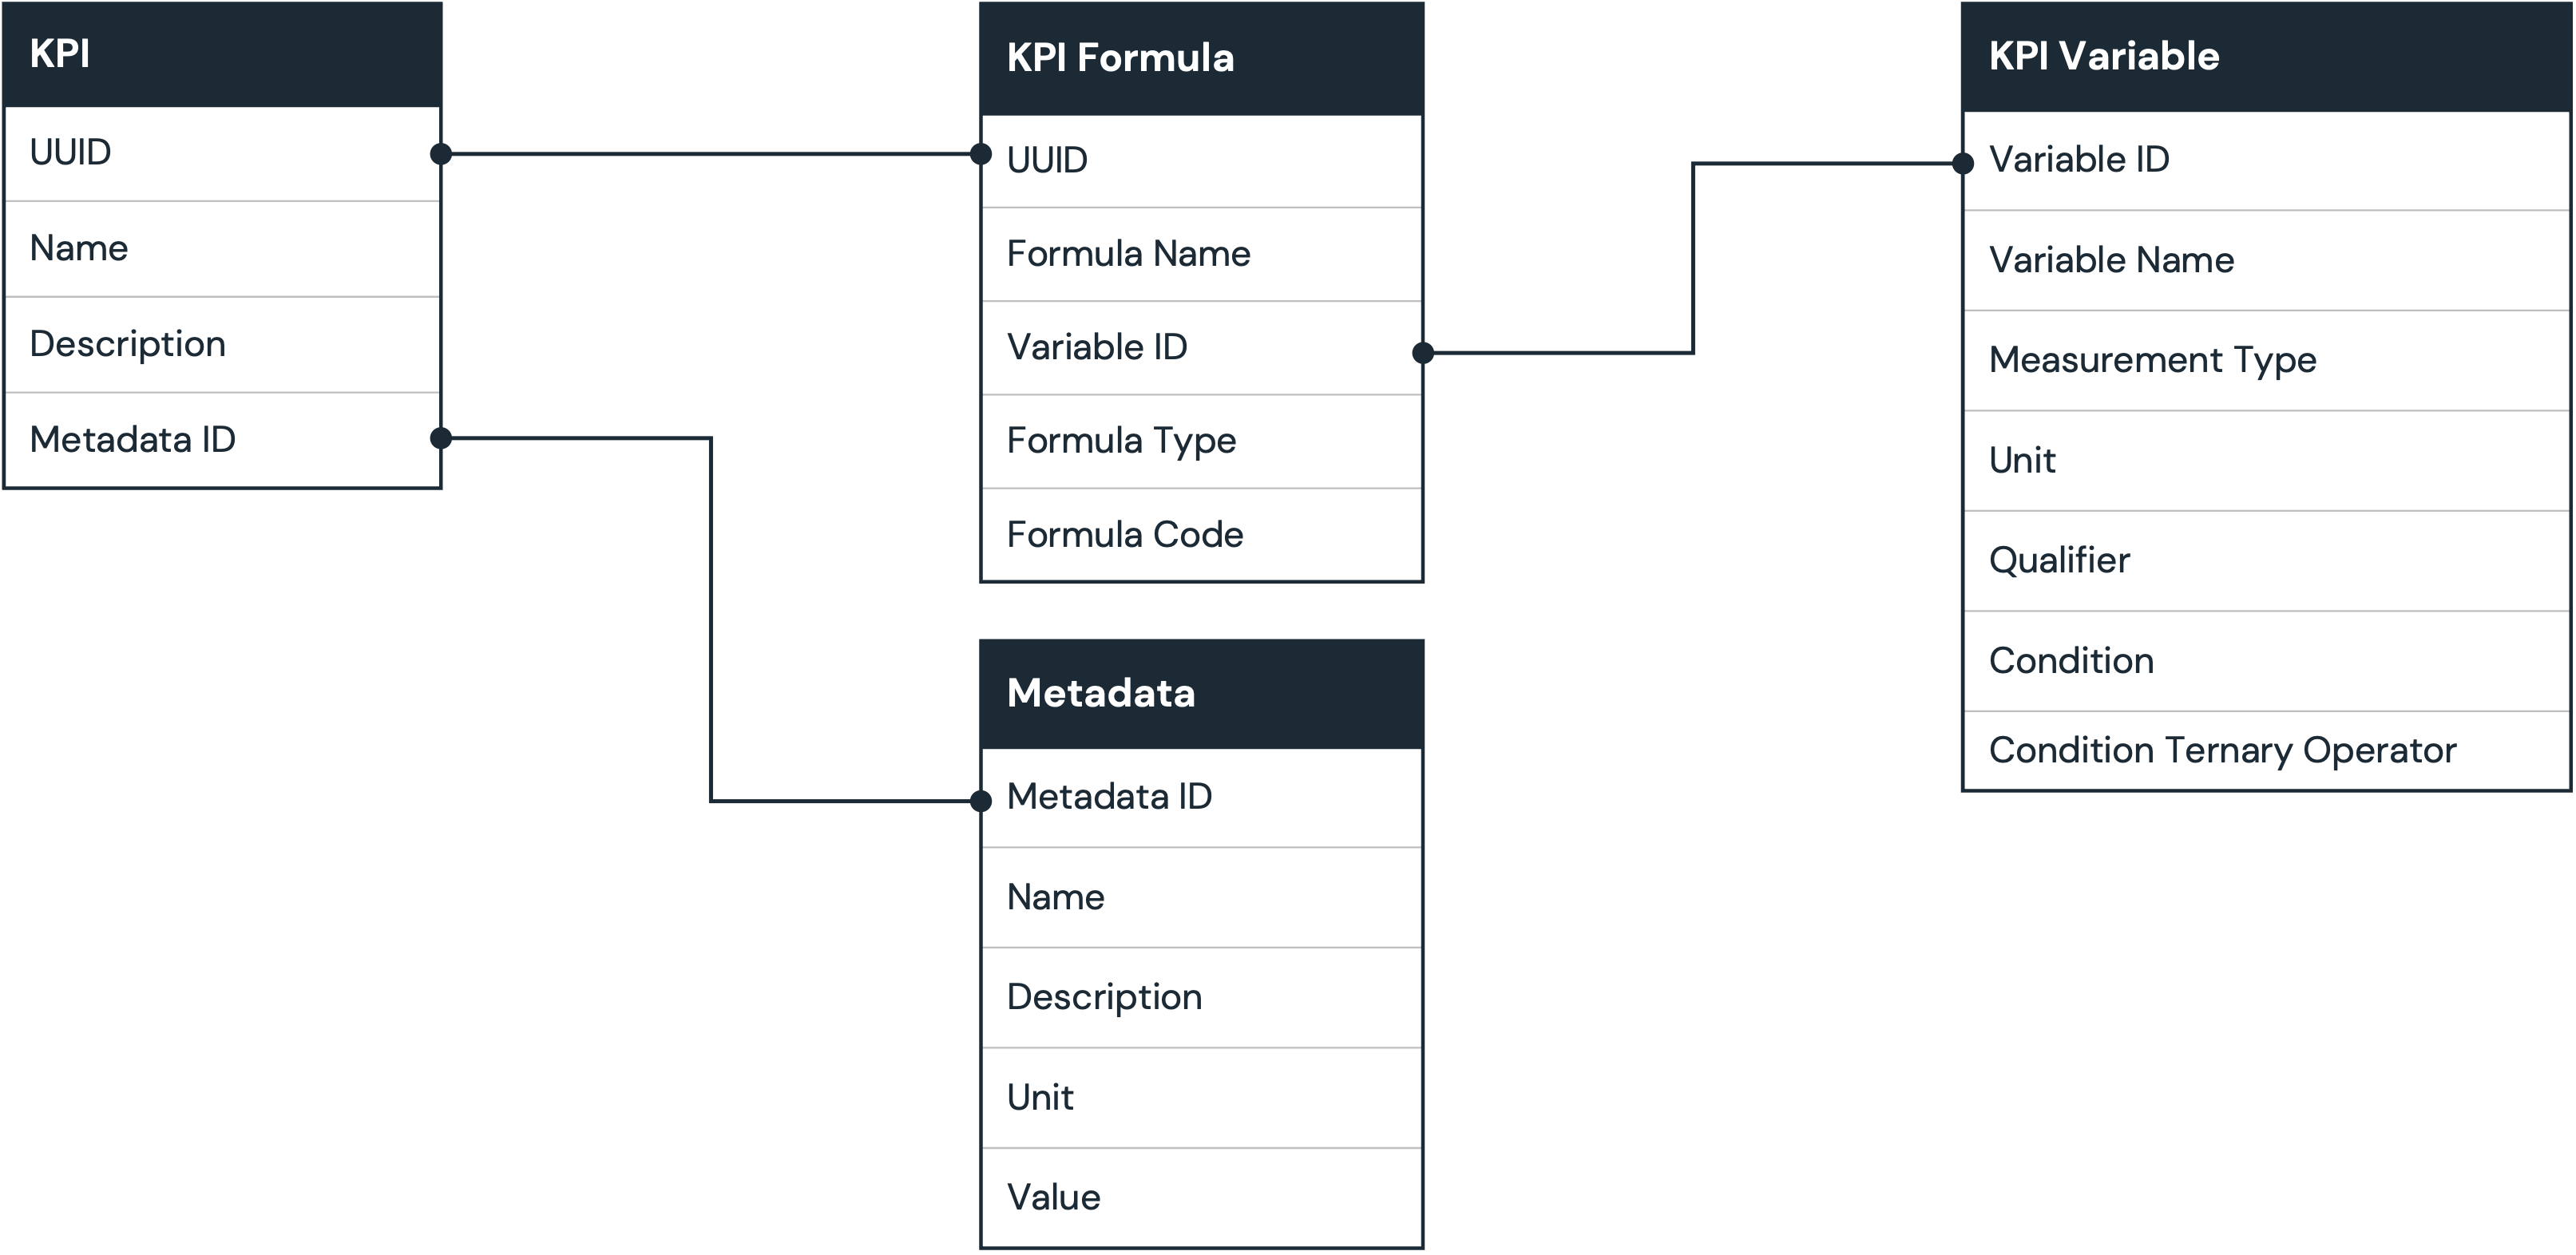 KPI
UUID
Name
Description
Metadata ID
KPI Formula
UUID
Formula Name
Variable ID
Formula Type
Formula Code
Metadata
Metadata ID
Name
Description
Unit
Value
KPI Variable
Variable ID
Variable Name
Measurement Type
Unit
Qualifier
Condition
Condition Ternary Operator